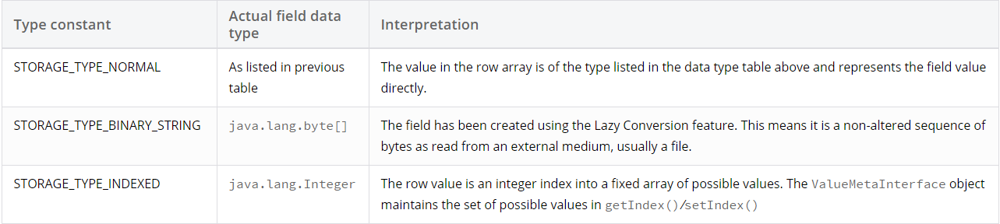 Type constant
Actual field data
type
Interpretation
STORAGE_TYPE_NORMAL
As listed in previous
table
The value in the row array is of the type listed in the data type table above and represents the field value
directly.
STORAGE_TYPE_BINARY_STRING
java.lang.byte[]
The field has been created using the Lazy Conversion feature. This means it is a non-altered sequence of
bytes as read from an external medium, usually a file.
STORAGE_TYPE_INDEXED
java.lang.Integer
The row value is an integer index into a fixed array of possible values. The ValueMetaInterface object
maintains the set of possible values in getIndex()/setIndex()